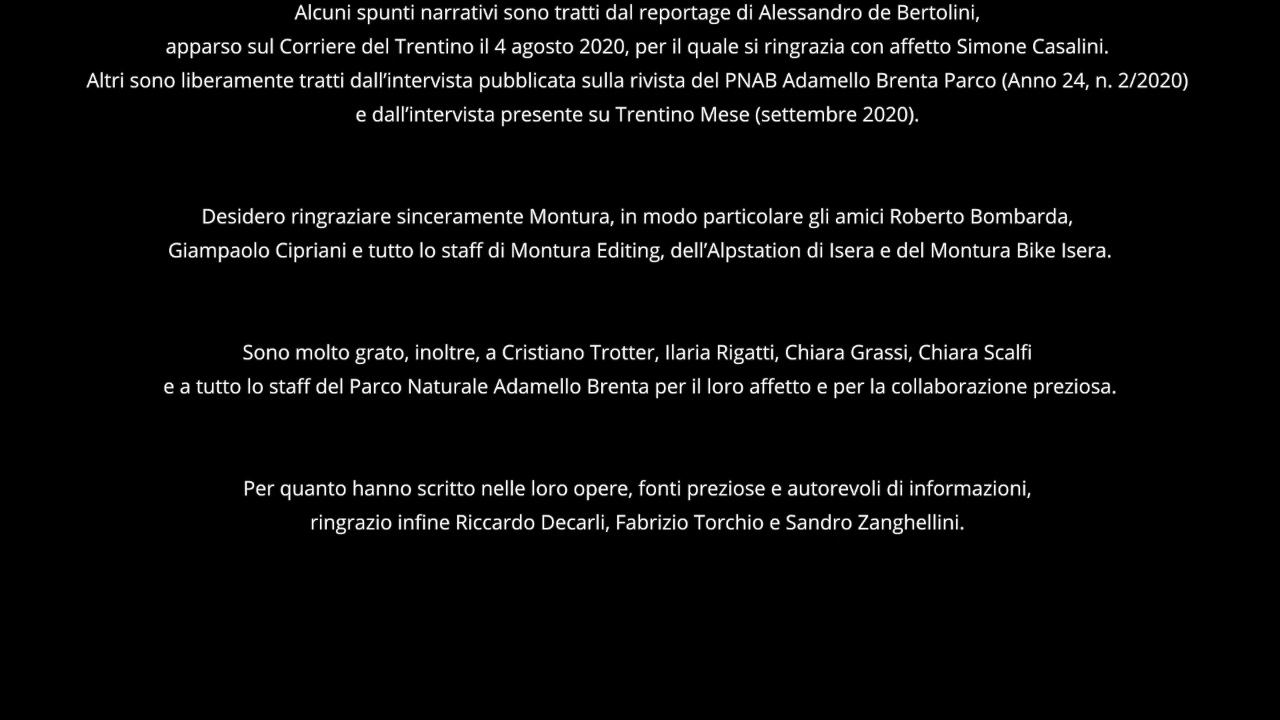 Alcuni spunti narrativi sono tratti dal reportage di Alessandro de Bertolini,
apparso sul Corriere del Trentino il 4 agosto 2020, per il quale si ringrazia con affetto Simone Casalini.
Altri sono liberamente tratti dall’intervista pubblicata sulla rivista del PNAB Adamello Brenta Parco (Anno 24, n. 2/2020)
e dall’intervista presente su Trentino Mese (settembre 2020).
Desidero ringraziare sinceramente Montura, in modo particolare gli amici Roberto Bombarda,
Giampaolo Cipriani e tutto lo staff di Montura Editing, dell’Alpstation di Isera e del Montura Bike Isera.
Sono molto grato, inoltre, a Cristiano Trotter, Ilaria Rigatti, Chiara Grassi, Chiara Scalfi
e a tutto lo staff del Parco Naturale Adamello Brenta per il loro affetto e per la collaborazione preziosa.
Per quanto hanno scritto nelle loro opere, fonti preziose e autorevoli di informazioni,
ringrazio infine Riccardo Decarli, Fabrizio Torchio e Sandro Zanghellini.